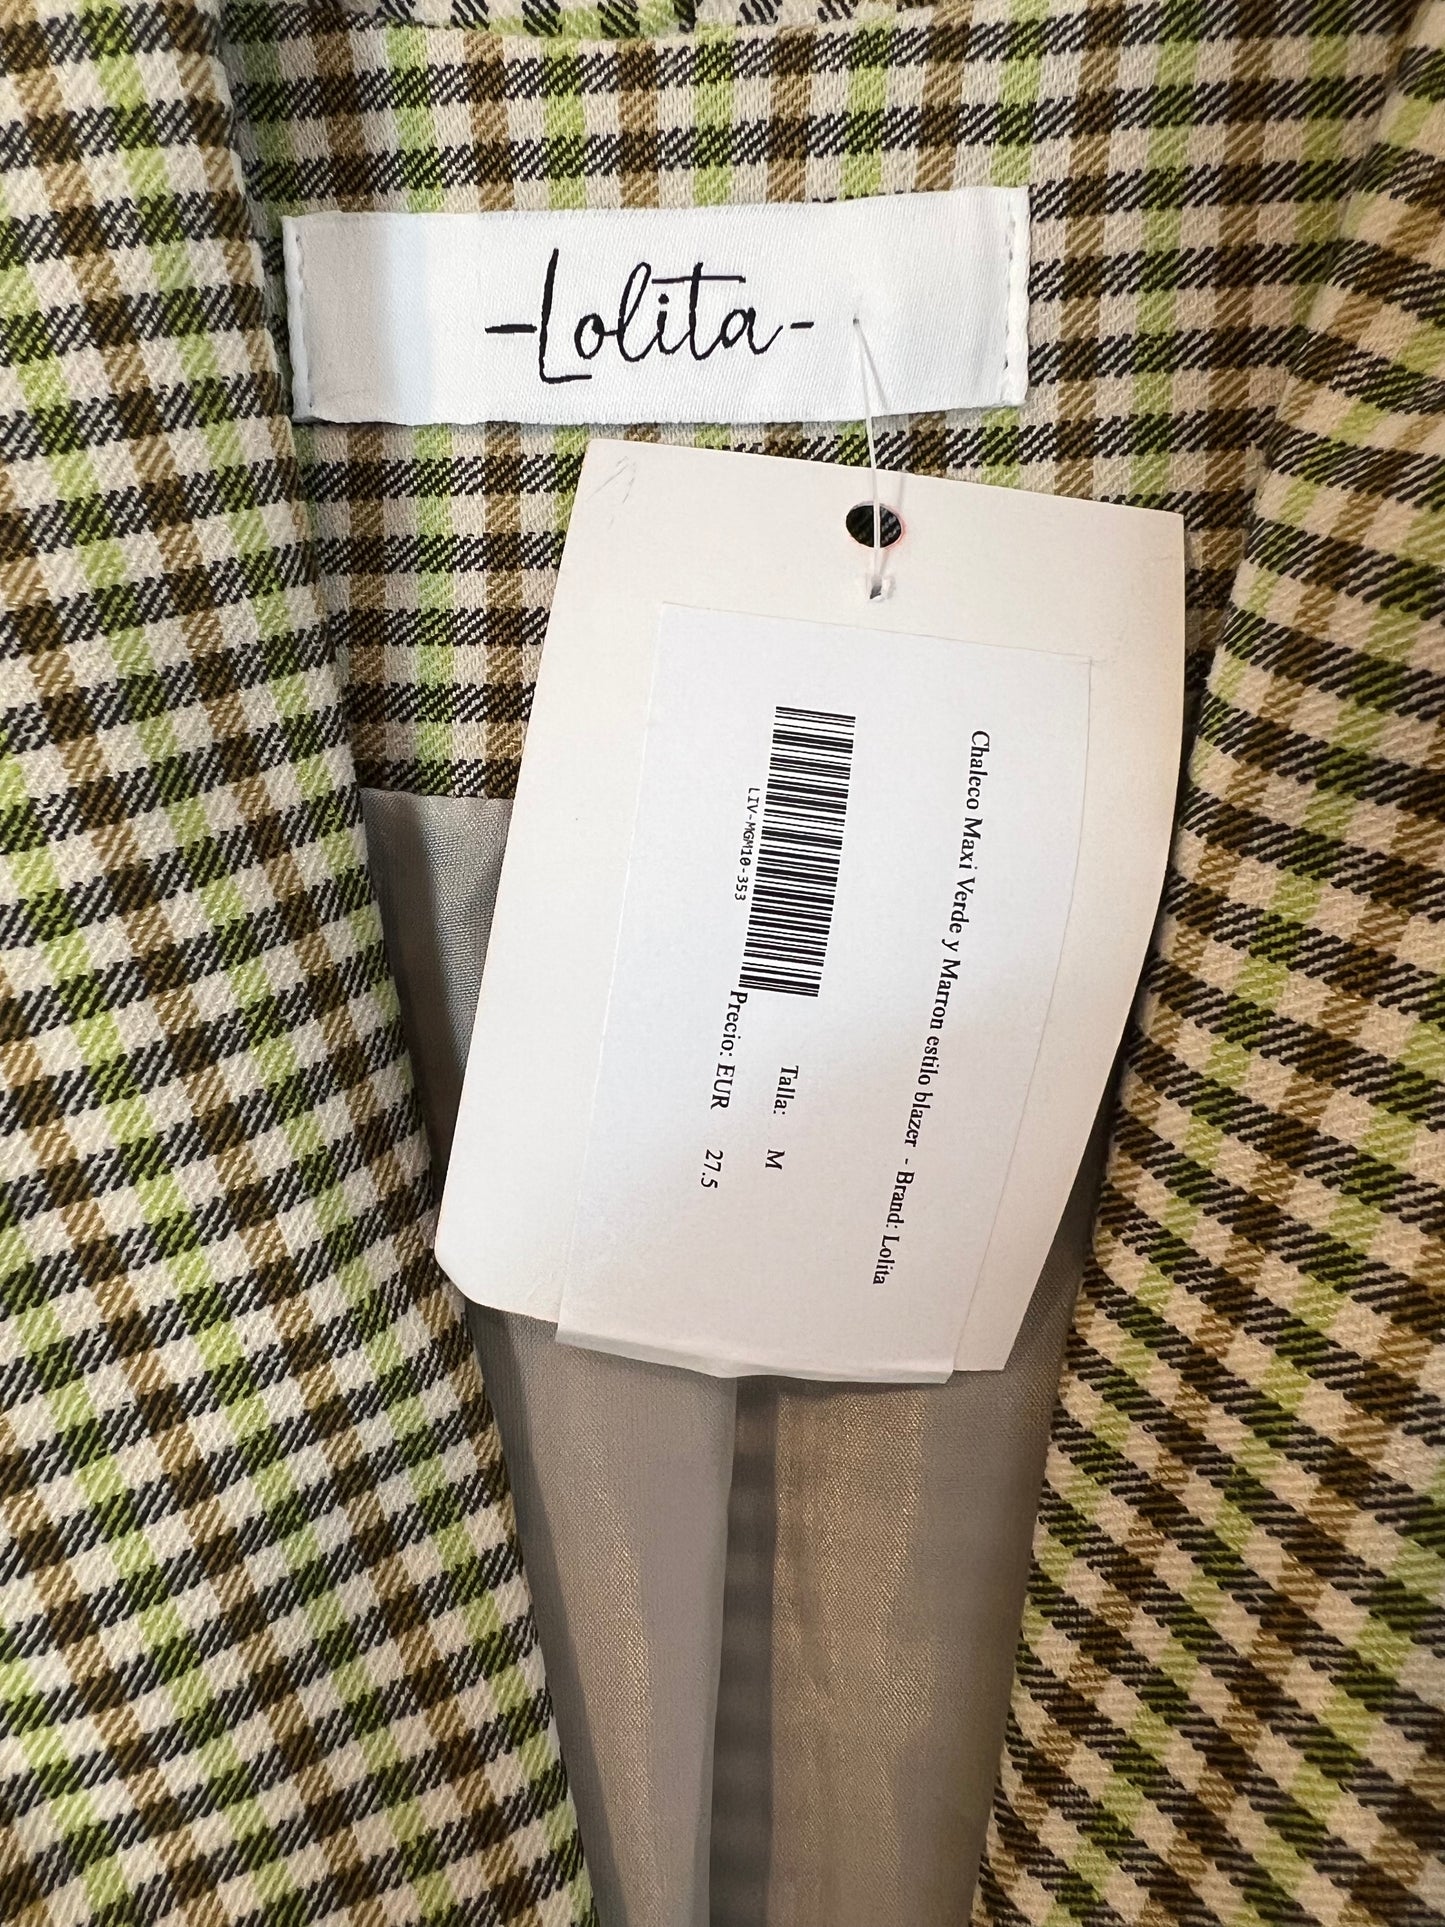 -Lolita-
Chaleco Maxi Verde y Marron estilo blazer - Brand: Lolita
LIV-MGM10-353
Talla: M
Precio: EUR 27.5